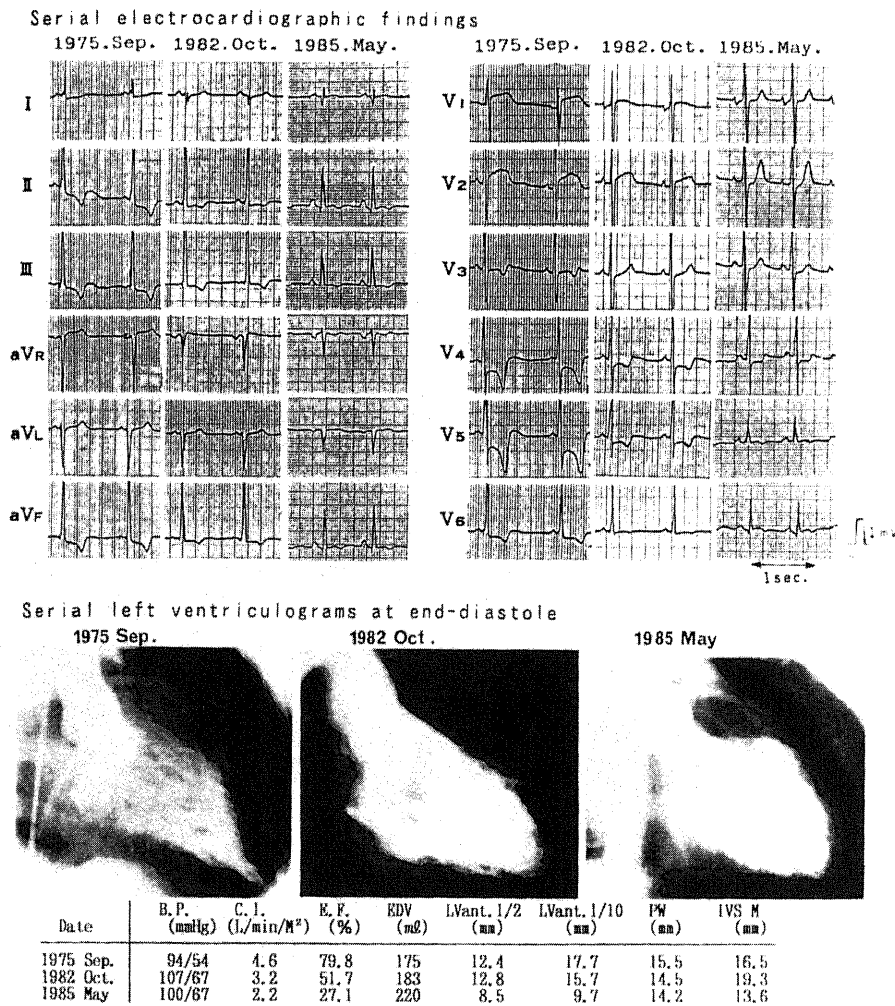 Serial electrocardiographic findings
1975.Sep. 1982.Oct. 1985.May. 1975.Sep. 1982.Oct. 1985.May.
I V1
II V2
III V3
aVR V4
aVL V5
aVF V6
1sec.
Serial left ventriculograms at end-diastole
1975 Sep. 1982 Oct. 1985 May
B.P. C.I. E.F. EDV LVant.1/2 LVant.1/10 PW IVS M
Date (mmHg) (L/min/M²) (%) (mℓ) (mm) (mm) (mm) (mm)
1975 Sep. 94/54 4.6 79.8 175 12.4 17.7 15.5 16.5
1982 Oct. 107/67 3.2 51.7 183 12.8 15.7 14.5 19.3
1985 May 100/67 2.2 27.1 220 8.5 9.7 14.2 13.6